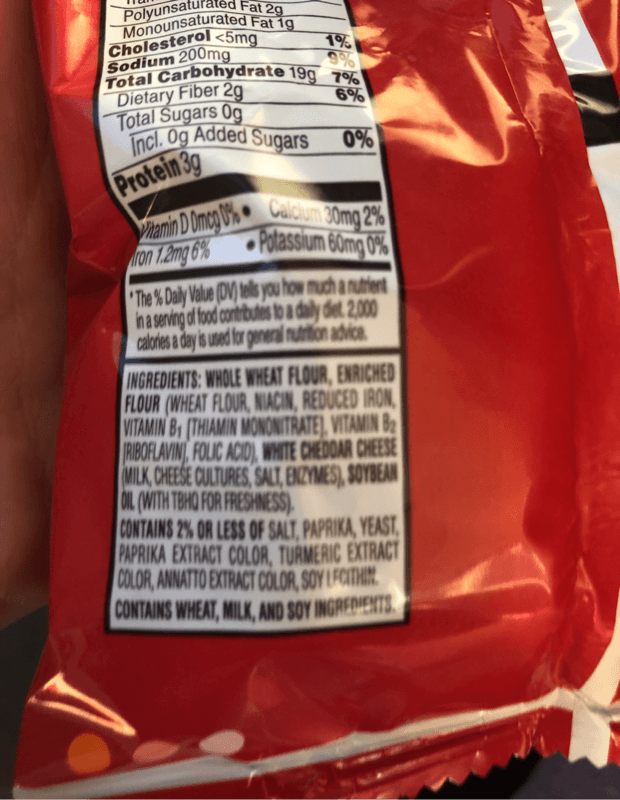 Polyunsaturated Fat 2g
Monounsaturated Fat 1g
Cholesterol <5mg 1%
Sodium 200mg 9%
Total Carbohydrate 19g 7%
Dietary Fiber 2g 6%
Total Sugars 0g
Incl. 0g Added Sugars 0%
Protein 3g
Vitamin D 0mcg 0% • Calcium 30mg 2%
Iron 1.2mg 6% • Potassium 60mg 0%
*The % Daily Value (DV) tells you how much a nutrient
in a serving of food contributes to a daily diet. 2,000
calories a day is used for general nutrition advice.
INGREDIENTS: WHOLE WHEAT FLOUR, ENRICHED
FLOUR (WHEAT FLOUR, NIACIN, REDUCED IRON,
VITAMIN B1 [THIAMIN MONONITRATE], VITAMIN B2
[RIBOFLAVIN], FOLIC ACID), WHITE CHEDDAR CHEESE
(MILK, CHEESE CULTURES, SALT, ENZYMES), SOYBEAN
OIL (WITH TBHQ FOR FRESHNESS).
CONTAINS 2% OR LESS OF SALT, PAPRIKA, YEAST,
PAPRIKA EXTRACT COLOR, TURMERIC EXTRACT
COLOR, ANNATTO EXTRACT COLOR, SOY LECITHIN.
CONTAINS WHEAT, MILK, AND SOY INGREDIENTS.